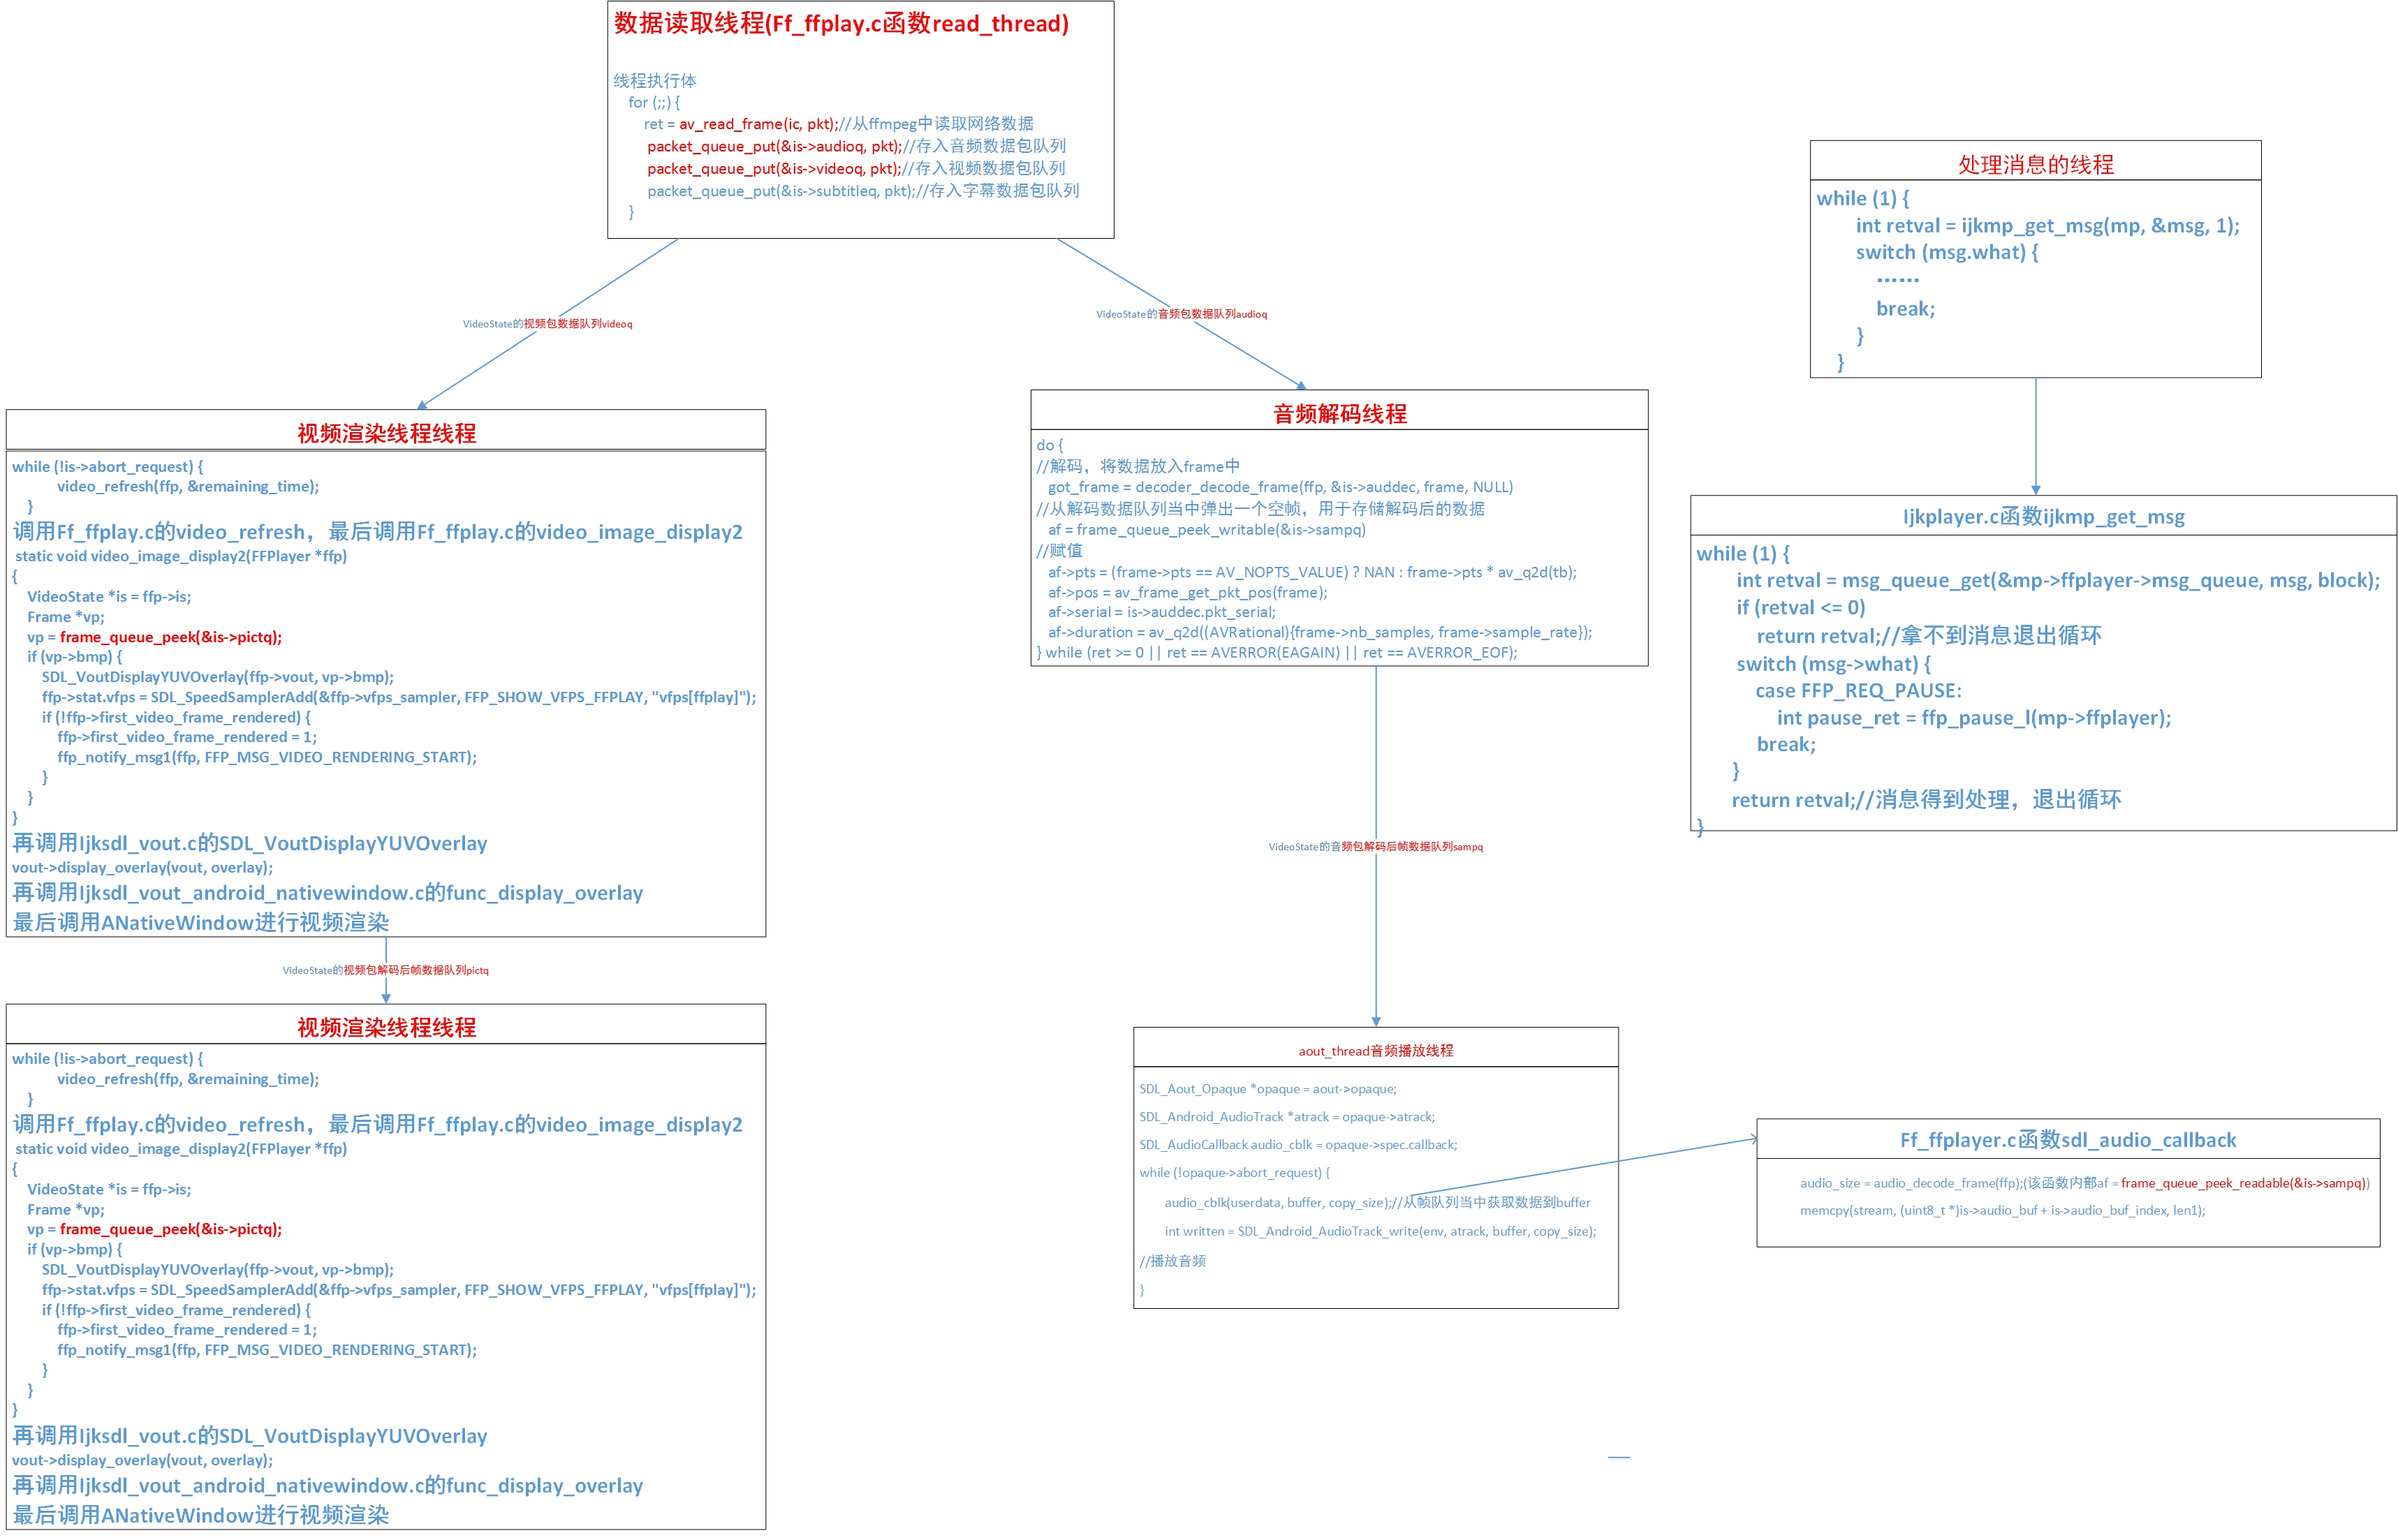 数据读取线程(Ff_ffplay.c函数read_thread)
线程执行体
for (;;) {
ret = av_read_frame(ic, pkt);//从ffmpeg中读取网络数据
packet_queue_put(&is->audioq, pkt);//存入音频数据包队列
packet_queue_put(&is->videoq, pkt);//存入视频数据包队列
packet_queue_put(&is->subtitleq, pkt);//存入字幕数据包队列
}
VideoState的视频包数据队列videoq
VideoState的音频包数据队列audioq
视频渲染线程线程
while (!is->abort_request) {
video_refresh(ffp, &remaining_time);
}
调用Ff_ffplay.c的video_refresh，最后调用Ff_ffplay.c的video_image_display2
static void video_image_display2(FFPlayer *ffp)
{
VideoState *is = ffp->is;
Frame *vp;
vp = frame_queue_peek(&is->pictq);
if (vp->bmp) {
SDL_VoutDisplayYUVOverlay(ffp->vout, vp->bmp);
ffp->stat.vfps = SDL_SpeedSamplerAdd(&ffp->vfps_sampler, FFP_SHOW_VFPS_FFPLAY, "vfps[ffplay]");
if (!ffp->first_video_frame_rendered) {
ffp->first_video_frame_rendered = 1;
ffp_notify_msg1(ffp, FFP_MSG_VIDEO_RENDERING_START);
}
}
}
再调用Ijksdl_vout.c的SDL_VoutDisplayYUVOverlay
vout->display_overlay(vout, overlay);
再调用Ijksdl_vout_android_nativewindow.c的func_display_overlay
最后调用ANativeWindow进行视频渲染
VideoState的视频包解码后帧数据队列pictq
视频渲染线程线程
while (!is->abort_request) {
video_refresh(ffp, &remaining_time);
}
调用Ff_ffplay.c的video_refresh，最后调用Ff_ffplay.c的video_image_display2
static void video_image_display2(FFPlayer *ffp)
{
VideoState *is = ffp->is;
Frame *vp;
vp = frame_queue_peek(&is->pictq);
if (vp->bmp) {
SDL_VoutDisplayYUVOverlay(ffp->vout, vp->bmp);
ffp->stat.vfps = SDL_SpeedSamplerAdd(&ffp->vfps_sampler, FFP_SHOW_VFPS_FFPLAY, "vfps[ffplay]");
if (!ffp->first_video_frame_rendered) {
ffp->first_video_frame_rendered = 1;
ffp_notify_msg1(ffp, FFP_MSG_VIDEO_RENDERING_START);
}
}
}
再调用Ijksdl_vout.c的SDL_VoutDisplayYUVOverlay
vout->display_overlay(vout, overlay);
再调用Ijksdl_vout_android_nativewindow.c的func_display_overlay
最后调用ANativeWindow进行视频渲染
音频解码线程
do {
//解码，将数据放入frame中
got_frame = decoder_decode_frame(ffp, &is->auddec, frame, NULL)
//从解码数据队列当中弹出一个空帧，用于存储解码后的数据
af = frame_queue_peek_writable(&is->sampq)
//赋值
af->pts = (frame->pts == AV_NOPTS_VALUE) ? NAN : frame->pts * av_q2d(tb);
af->pos = av_frame_get_pkt_pos(frame);
af->serial = is->auddec.pkt_serial;
af->duration = av_q2d((AVRational){frame->nb_samples, frame->sample_rate});
} while (ret >= 0 || ret == AVERROR(EAGAIN) || ret == AVERROR_EOF);
VideoState的音频包解码后帧数据队列sampq
aout_thread音频播放线程
SDL_Aout_Opaque *opaque = aout->opaque;
SDL_Android_AudioTrack *atrack = opaque->atrack;
SDL_AudioCallback audio_cblk = opaque->spec.callback;
while (!opaque->abort_request) {
audio_cblk(userdata, buffer, copy_size);//从帧队列当中获取数据到buffer
int written = SDL_Android_AudioTrack_write(env, atrack, buffer, copy_size);
//播放音频
}
Ff_ffplayer.c函数sdl_audio_callback
audio_size = audio_decode_frame(ffp);(该函数内部af = frame_queue_peek_readable(&is->sampq))
memcpy(stream, (uint8_t *)is->audio_buf + is->audio_buf_index, len1);
处理消息的线程
while (1) {
int retval = ijkmp_get_msg(mp, &msg, 1);
switch (msg.what) {
……
break;
}
}
Ijkplayer.c函数ijkmp_get_msg
while (1) {
int retval = msg_queue_get(&mp->ffplayer->msg_queue, msg, block);
if (retval <= 0)
return retval;//拿不到消息退出循环
switch (msg->what) {
case FFP_REQ_PAUSE:
int pause_ret = ffp_pause_l(mp->ffplayer);
break;
}
return retval;//消息得到处理，退出循环
}